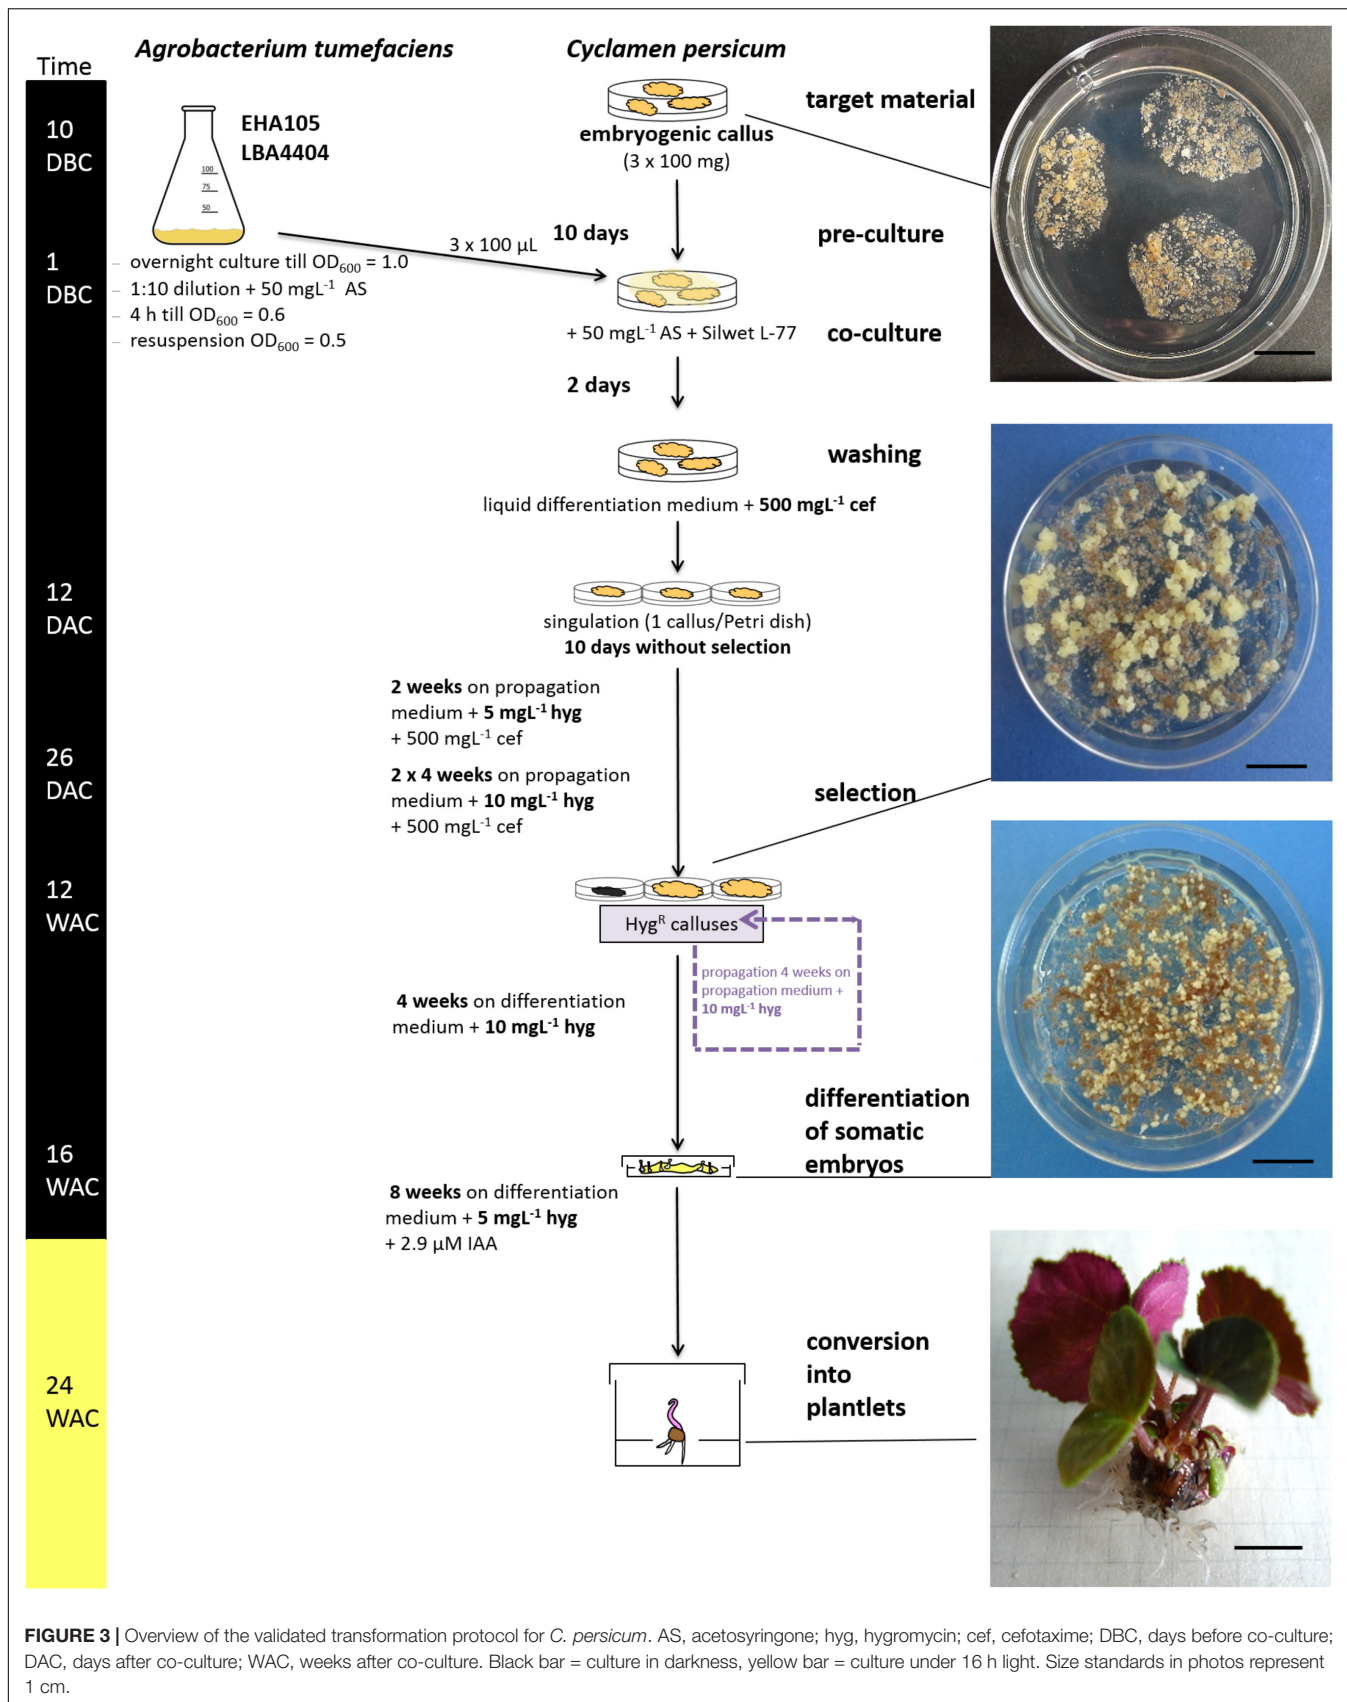 Time
Agrobacterium tumefaciens
Cyclamen persicum
10
DBC
EHA105
LBA4404
100
75
50
embryogenic callus
(3 x 100 mg)
target material
3 x 100 µL
10 days
pre-culture
1
DBC
– overnight culture till OD600 = 1.0
– 1:10 dilution + 50 mgL-1 AS
– 4 h till OD600 = 0.6
– resuspension OD600 = 0.5
+ 50 mgL-1 AS + Silwet L-77
co-culture
2 days
washing
liquid differentiation medium + 500 mgL-1 cef
12
DAC
singulation (1 callus/Petri dish)
10 days without selection
2 weeks on propagation
medium + 5 mgL-1 hyg
+ 500 mgL-1 cef
26
DAC
2 x 4 weeks on propagation
medium + 10 mgL-1 hyg
+ 500 mgL-1 cef
selection
12
WAC
HygR calluses
propagation 4 weeks on
propagation medium +
10 mgL-1 hyg
4 weeks on differentiation
medium + 10 mgL-1 hyg
differentiation
of somatic
embryos
16
WAC
8 weeks on differentiation
medium + 5 mgL-1 hyg
+ 2.9 µM IAA
conversion
into
plantlets
24
WAC
FIGURE 3 | Overview of the validated transformation protocol for C. persicum. AS, acetosyringone; hyg, hygromycin; cef, cefotaxime; DBC, days before co-culture;
DAC, days after co-culture; WAC, weeks after co-culture. Black bar = culture in darkness, yellow bar = culture under 16 h light. Size standards in photos represent
1 cm.